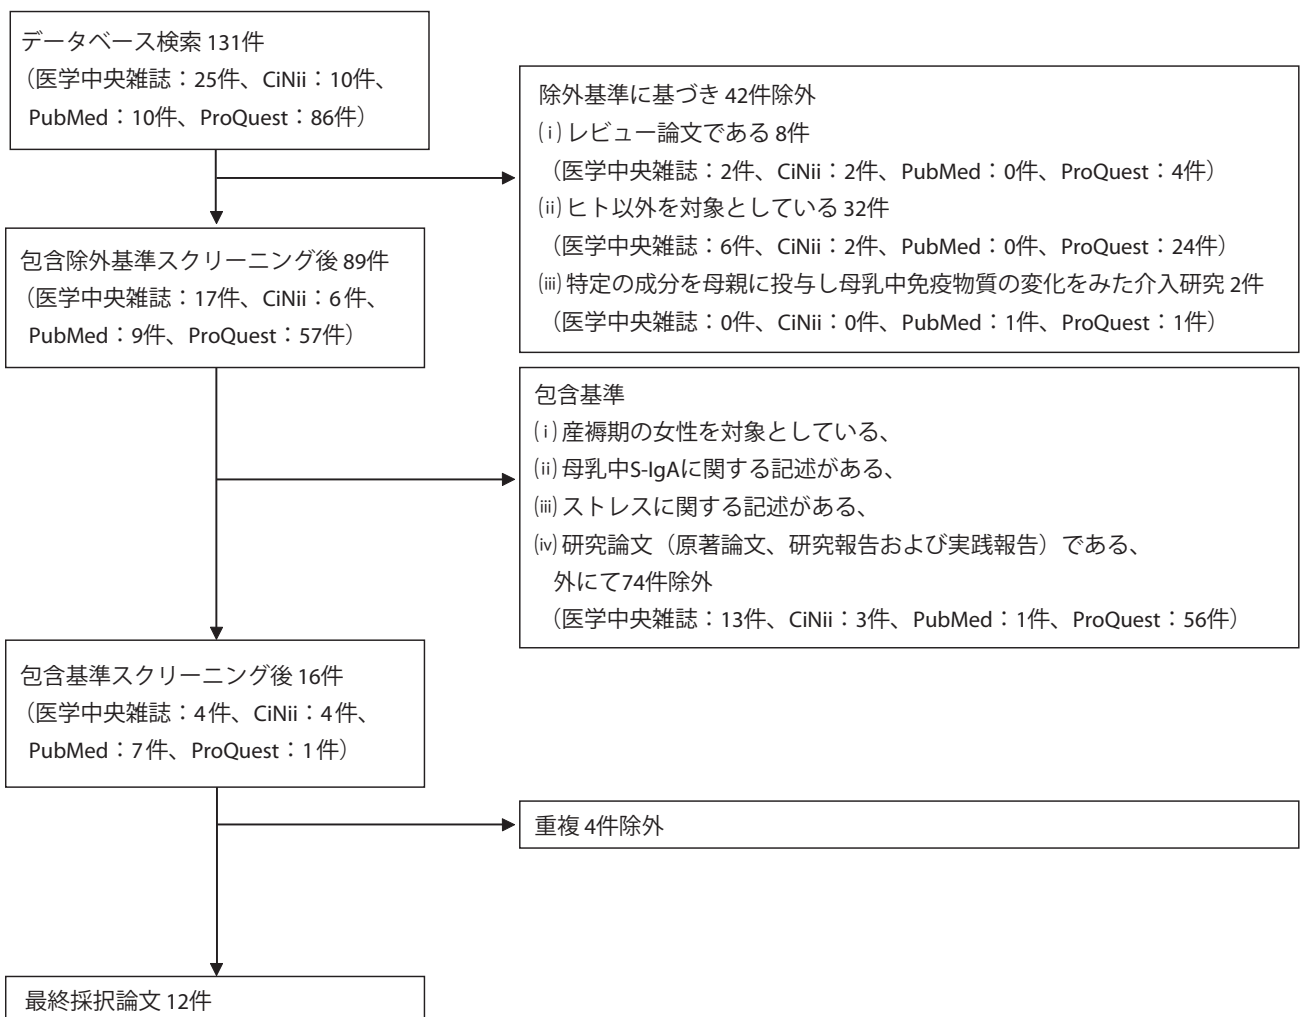 データベース検索 131件
（医学中央雑誌：25件、CiNii：10件、
PubMed：10件、ProQuest：86件）
除外基準に基づき 42件除外
(ⅰ) レビュー論文である 8件
（医学中央雑誌：2件、CiNii：2件、PubMed：0件、ProQuest：4件）
(ⅱ) ヒト以外を対象としている 32件
（医学中央雑誌：6件、CiNii：2件、PubMed：0件、ProQuest：24件）
(ⅲ) 特定の成分を母親に投与し母乳中免疫物質の変化をみた介入研究 2件
（医学中央雑誌：0件、CiNii：0件、PubMed：1件、ProQuest：1件）
包含除外基準スクリーニング後 89件
（医学中央雑誌：17件、CiNii：6件、
PubMed：9件、ProQuest：57件）
包含基準
(ⅰ) 産褥期の女性を対象としている、
(ⅱ) 母乳中S-IgAに関する記述がある、
(ⅲ) ストレスに関する記述がある、
(ⅳ) 研究論文（原著論文、研究報告および実践報告）である、
外にて74件除外
（医学中央雑誌：13件、CiNii：3件、PubMed：1件、ProQuest：56件）
包含基準スクリーニング後 16件
（医学中央雑誌：4件、CiNii：4件、
PubMed：7件、ProQuest：1件）
重複 4件除外
最終採択論文 12件